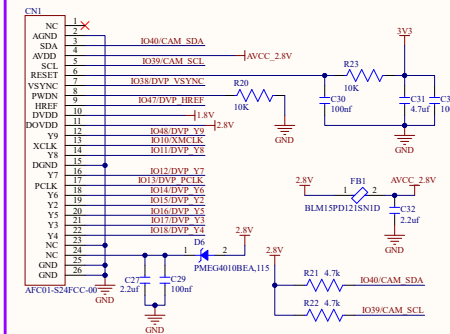 CN1
NC 1
AGND 2
SDA 3 IO40/CAM_SDA
AVDD 4 AVCC_2.8V
SCL 5 IO39/CAM_SCL
RESET 6
VSYNC 7 IO38/DVP_VSYNC
PWDN 8
HREF 9 IO47/DVP_HREF
DVDD 10 1.8V
DOVDD 11 2.8V
Y9 12 IO48/DVP_Y9
XCLK 13 IO10/XMCLK
Y8 14 IO11/DVP_Y8
DGND 15
Y7 16 IO12/DVP_Y7
PCLK 17 IO13/DVP_PCLK
Y6 18 IO14/DVP_Y6
Y2 19 IO15/DVP_Y2
Y5 20 IO16/DVP_Y5
Y3 21 IO17/DVP_Y3
Y4 22 IO18/DVP_Y4
NC 23
NC 24
GND 25
GND 26
AFC01-S24FCC-00
GND
R20
10K
GND
3V3
R23
10K
C30
100nf
C31
4.7uf
GND
2.8V
FB1
1 2
BLM15PD121SN1D
AVCC_2.8V
C32
2.2uf
GND
D6
1 2
2.8V
PMEG4010BEA,115
C27
2.2uf
C29
100nf
GND
2.8V
R21 4.7k IO40/CAM_SDA
R22 4.7k IO39/CAM_SCL